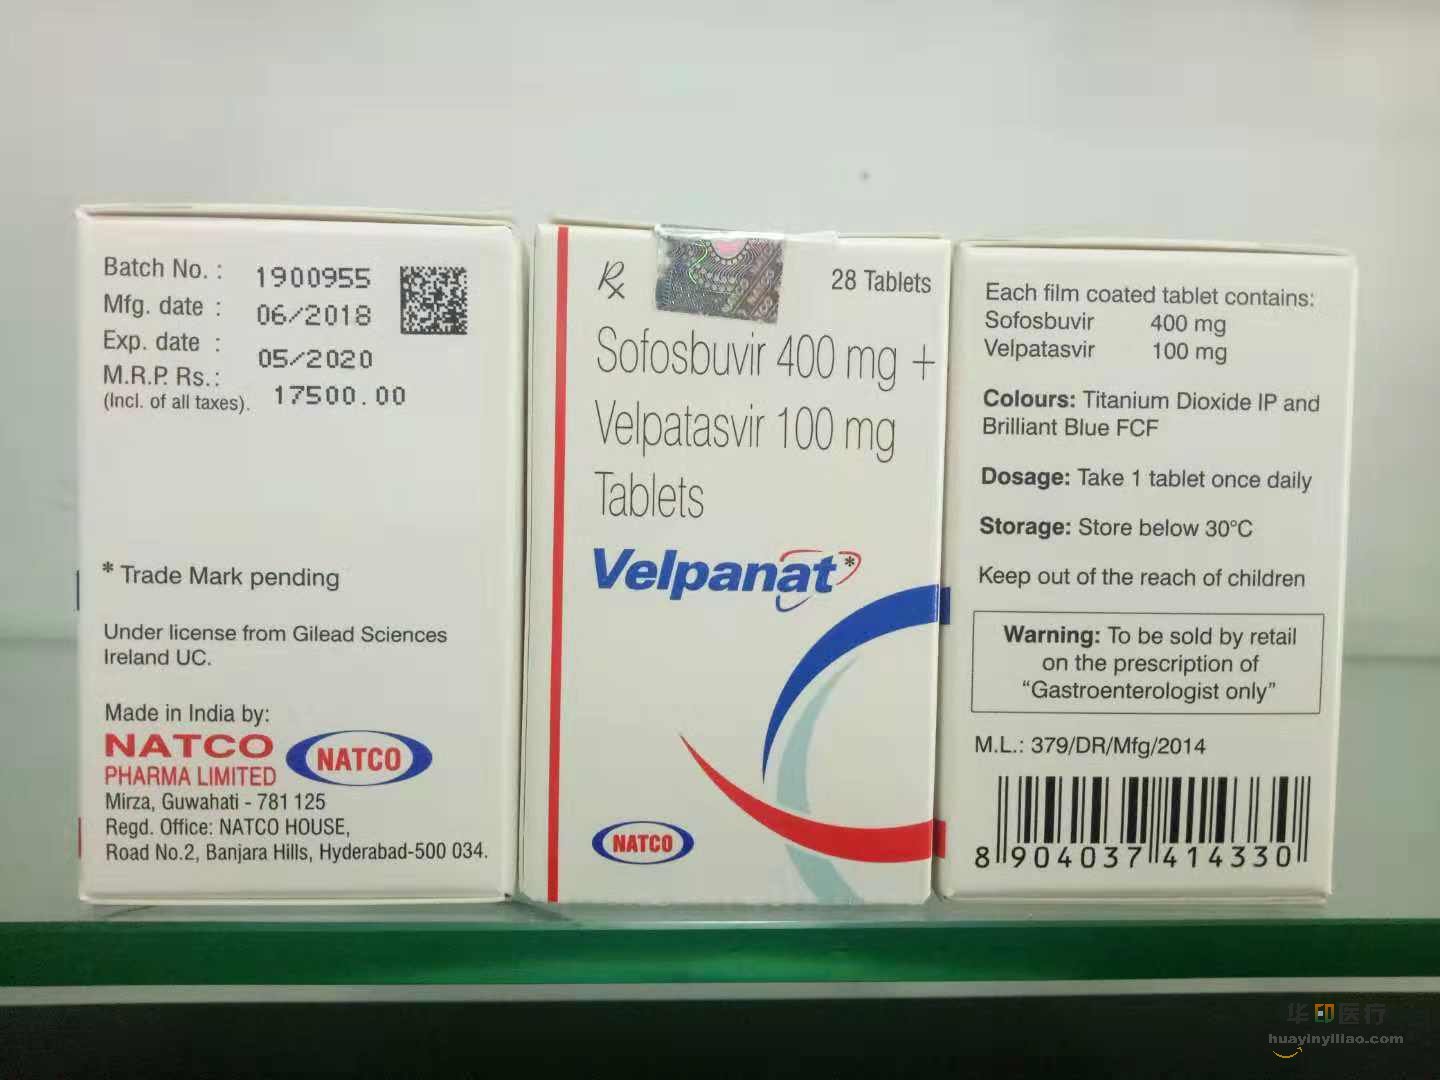 Batch No. : 1900955
Mfg. date : 06/2018
Exp. date : 05/2020
M.R.P. Rs.: 17500.00
(Incl. of all taxes).
* Trade Mark pending
Under license from Gilead Sciences
Ireland UC.
Made in India by:
NATCO
PHARMA LIMITED
NATCO
Mirza, Guwahati - 781 125
Regd. Office: NATCO HOUSE,
Road No.2, Banjara Hills, Hyderabad-500 034.
Rx
28 Tablets
Sofosbuvir 400 mg +
Velpatasvir 100 mg
Tablets
Velpanat*
NATCO
Each film coated tablet contains:
Sofosbuvir 400 mg
Velpatasvir 100 mg
Colours: Titanium Dioxide IP and
Brilliant Blue FCF
Dosage: Take 1 tablet once daily
Storage: Store below 30°C
Keep out of the reach of children
Warning: To be sold by retail
on the prescription of
“Gastroenterologist only”
M.L.: 379/DR/Mfg/2014
8 904037 414330
华印医疗
huayinyiliao.com